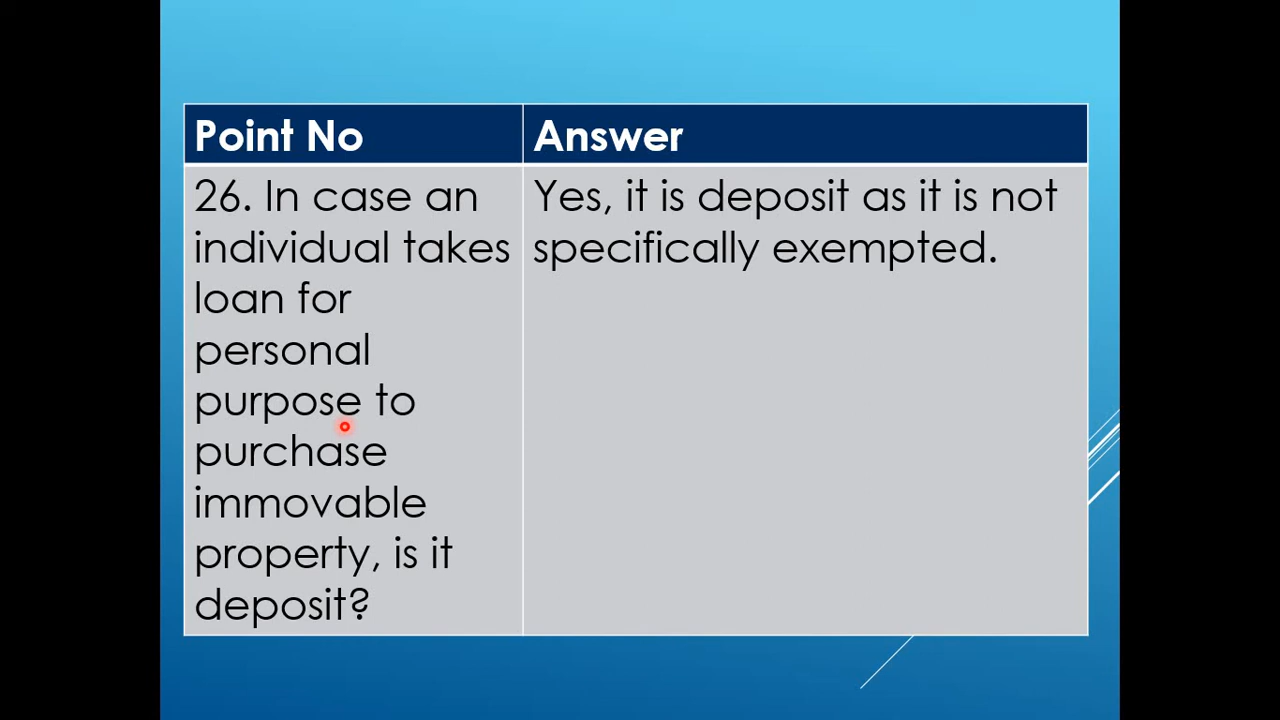 Point No
Answer
26. In case an
individual takes
loan for
personal
purpose to
purchase
immovable
property, is it
deposit?
Yes, it is deposit as it is not
specifically exempted.